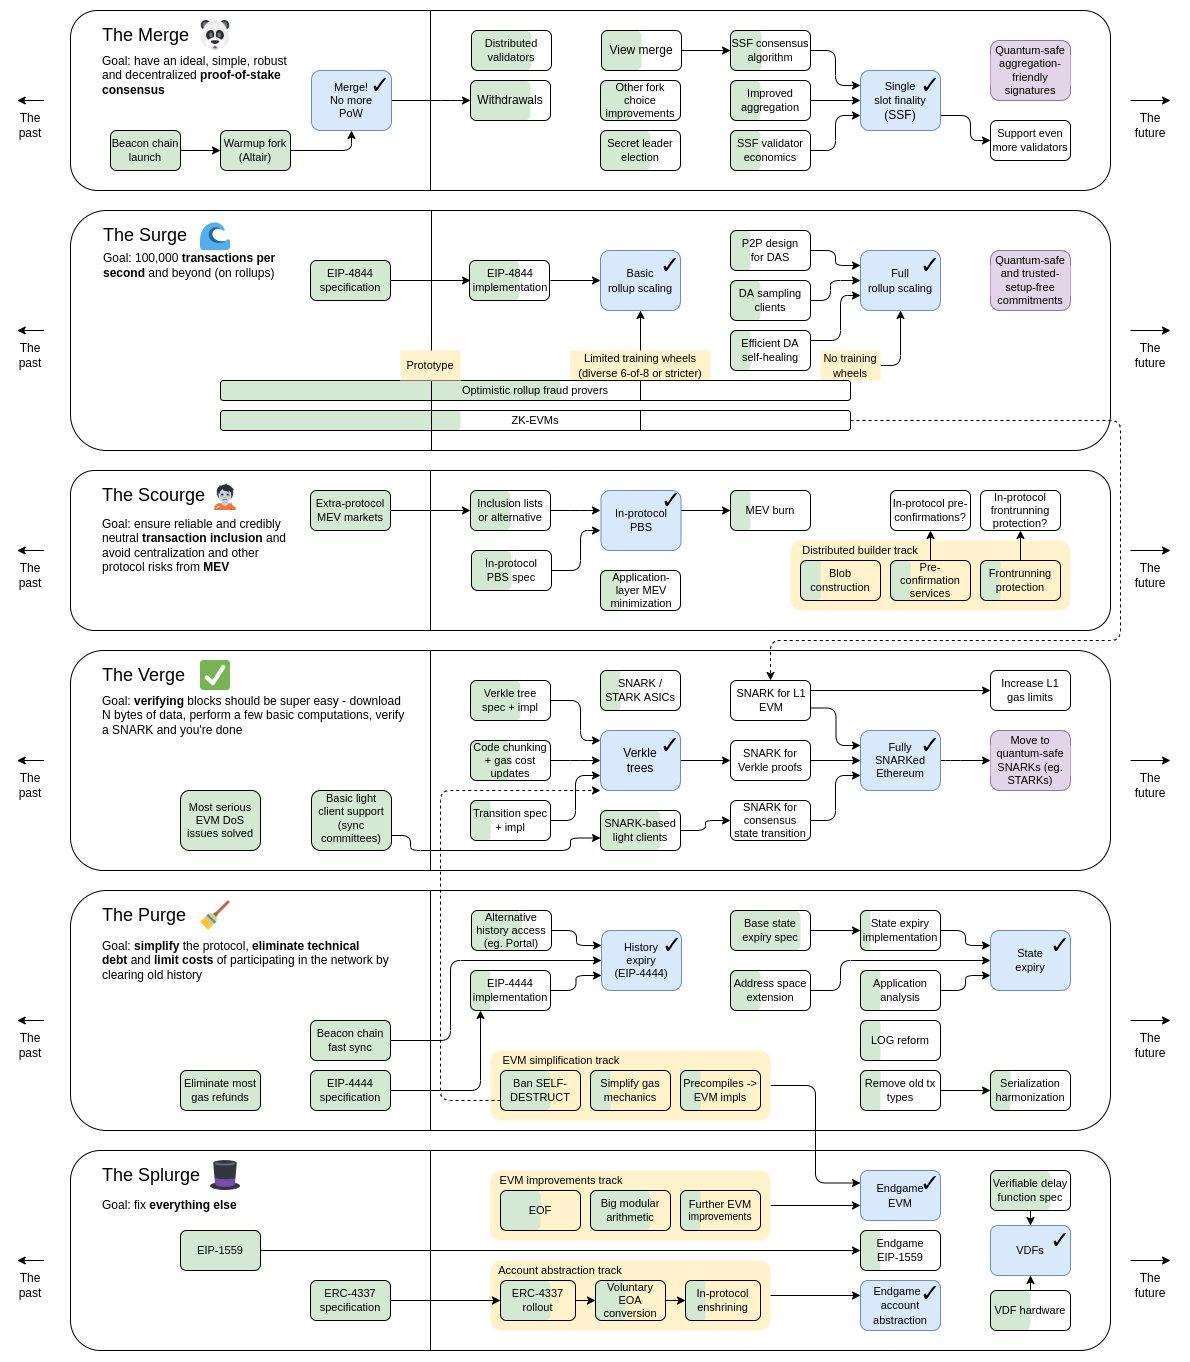 The Merge
Goal: have an ideal, simple, robust
and decentralized proof-of-stake
consensus
The
past
Beacon chain
launch
Warmup fork
(Altair)
Merge!
No more
PoW
Distributed
validators
Withdrawals
View merge
Other fork
choice
improvements
Secret leader
election
SSF consensus
algorithm
Improved
aggregation
SSF validator
economics
Single
slot finality
(SSF)
Quantum-safe
aggregation-
friendly
signatures
Support even
more validators
The
future
The Surge
Goal: 100,000 transactions per
second and beyond (on rollups)
The
past
EIP-4844
specification
EIP-4844
implementation
Basic
rollup scaling
P2P design
for DAS
DA sampling
clients
Efficient DA
self-healing
Full
rollup scaling
Quantum-safe
and trusted-
setup-free
commitments
Prototype
Limited training wheels
(diverse 6-of-8 or stricter)
No training
wheels
Optimistic rollup fraud provers
ZK-EVMs
The
future
The Scourge
Goal: ensure reliable and credibly
neutral transaction inclusion and
avoid centralization and other
protocol risks from MEV
The
past
Extra-protocol
MEV markets
Inclusion lists
or alternative
In-protocol
PBS spec
In-protocol
PBS
Application-
layer MEV
minimization
MEV burn
In-protocol pre-
confirmations?
In-protocol
frontrunning
protection?
Distributed builder track
Blob
construction
Pre-
confirmation
services
Frontrunning
protection
The
future
The Verge
Goal: verifying blocks should be super easy - download
N bytes of data, perform a few basic computations, verify
a SNARK and you're done
The
past
Most serious
EVM DoS
issues solved
Basic light
client support
(sync
committees)
Verkle tree
spec + impl
Code chunking
+ gas cost
updates
Transition spec
+ impl
SNARK /
STARK ASICs
Verkle
trees
SNARK-based
light clients
SNARK for L1
EVM
SNARK for
Verkle proofs
SNARK for
consensus
state transition
Fully
SNARKed
Ethereum
Increase L1
gas limits
Move to
quantum-safe
SNARKs (eg.
STARKs)
The
future
The Purge
Goal: simplify the protocol, eliminate technical
debt and limit costs of participating in the network by
clearing old history
The
past
Eliminate most
gas refunds
Beacon chain
fast sync
EIP-4444
specification
Alternative
history access
(eg. Portal)
EIP-4444
implementation
History
expiry
(EIP-4444)
EVM simplification track
Ban SELF-
DESTRUCT
Simplify gas
mechanics
Precompiles ->
EVM impls
Base state
expiry spec
Address space
extension
State expiry
implementation
Application
analysis
LOG reform
Remove old tx
types
State
expiry
Serialization
harmonization
The
future
The Splurge
Goal: fix everything else
The
past
EIP-1559
ERC-4337
specification
EVM improvements track
EOF
Big modular
arithmetic
Further EVM
improvements
Account abstraction track
ERC-4337
rollout
Voluntary
EOA
conversion
In-protocol
enshrining
Endgame
EVM
Endgame
EIP-1559
Endgame
account
abstraction
Verifiable delay
function spec
VDFs
VDF hardware
The
future